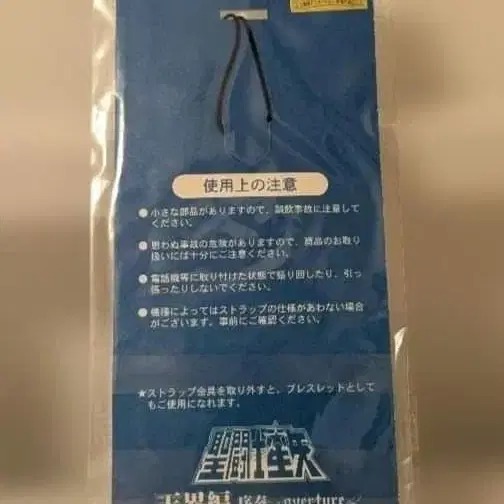 使用上の注意
●小さな部品がありますので、誤飲事故に注意して
ください。
●思わぬ事故の危険がありますので、商品のお取り
扱いには十分にご注意ください。
●電話機等に取り付けた状態で振り回したり、引っ
張ったりしないでください。
●機種によってはストラップの仕様があわない場合
がございます。事前にご確認ください。
★ストラップ金具を取り外すと、ブレスレットとして
もご使用になれます。
聖闘士星矢
天界編 序奏 〜overture〜